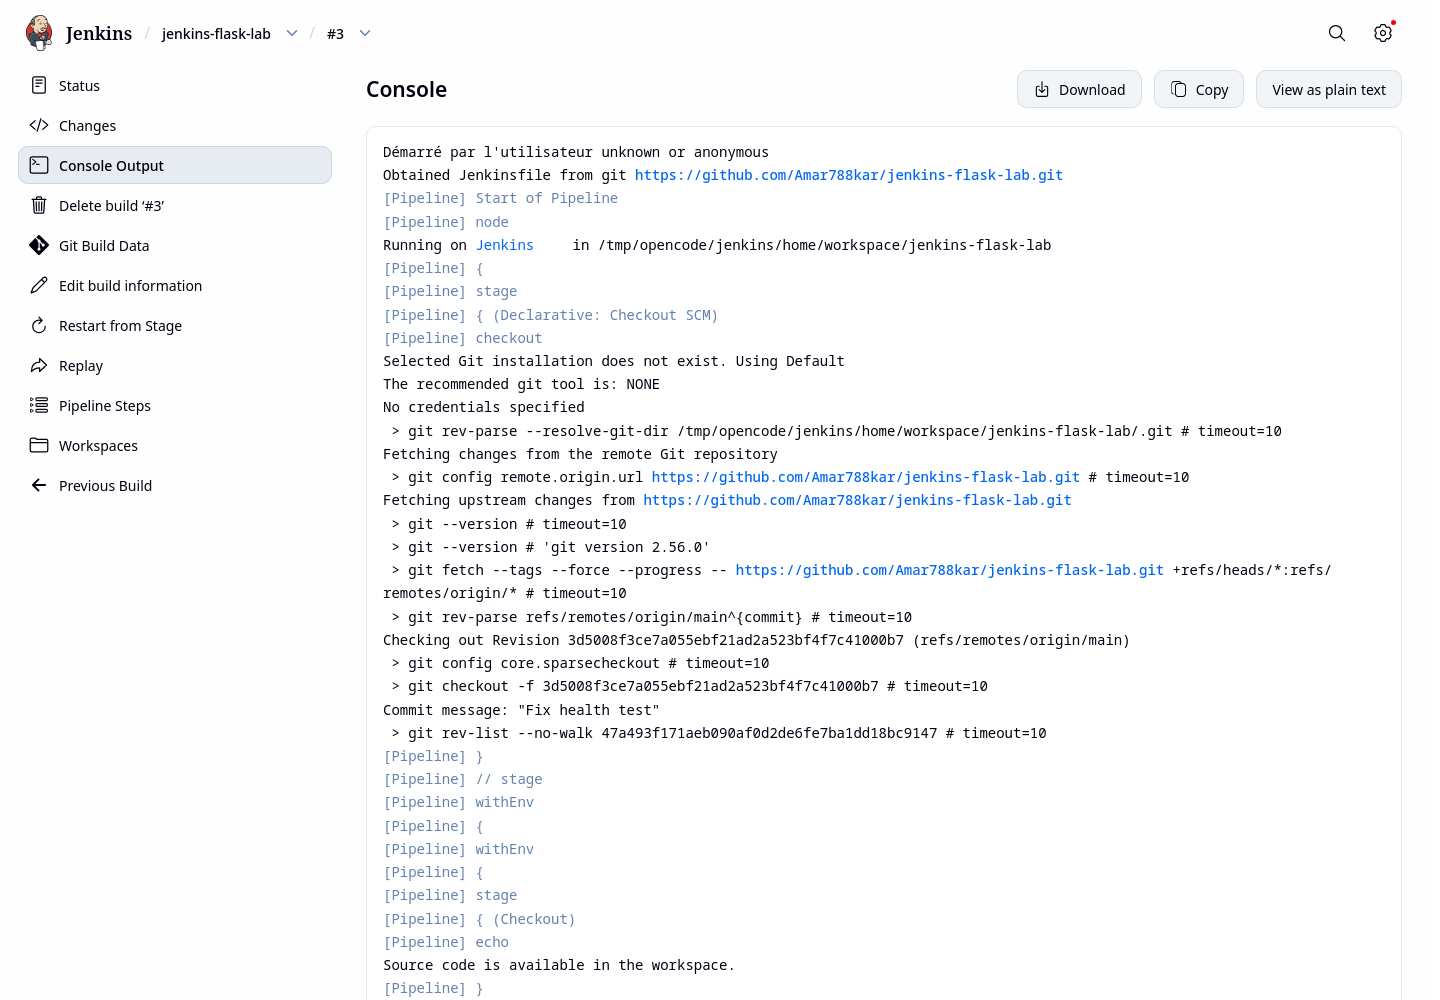 Jenkins / jenkins-flask-lab / #3
Status
Changes
Console Output
Delete build ‘#3’
Git Build Data
Edit build information
Restart from Stage
Replay
Pipeline Steps
Workspaces
Previous Build
Console
Download
Copy
View as plain text
Démarré par l'utilisateur unknown or anonymous
Obtained Jenkinsfile from git https://github.com/Amar788kar/jenkins-flask-lab.git
[Pipeline] Start of Pipeline
[Pipeline] node
Running on Jenkins in /tmp/opencode/jenkins/home/workspace/jenkins-flask-lab
[Pipeline] {
[Pipeline] stage
[Pipeline] { (Declarative: Checkout SCM)
[Pipeline] checkout
Selected Git installation does not exist. Using Default
The recommended git tool is: NONE
No credentials specified
 > git rev-parse --resolve-git-dir /tmp/opencode/jenkins/home/workspace/jenkins-flask-lab/.git # timeout=10
Fetching changes from the remote Git repository
 > git config remote.origin.url https://github.com/Amar788kar/jenkins-flask-lab.git # timeout=10
Fetching upstream changes from https://github.com/Amar788kar/jenkins-flask-lab.git
 > git --version # timeout=10
 > git --version # 'git version 2.56.0'
 > git fetch --tags --force --progress -- https://github.com/Amar788kar/jenkins-flask-lab.git +refs/heads/*:refs/
remotes/origin/* # timeout=10
 > git rev-parse refs/remotes/origin/main^{commit} # timeout=10
Checking out Revision 3d5008f3ce7a055ebf21ad2a523bf4f7c41000b7 (refs/remotes/origin/main)
 > git config core.sparsecheckout # timeout=10
 > git checkout -f 3d5008f3ce7a055ebf21ad2a523bf4f7c41000b7 # timeout=10
Commit message: "Fix health test"
 > git rev-list --no-walk 47a493f171aeb090af0d2de6fe7ba1dd18bc9147 # timeout=10
[Pipeline] }
[Pipeline] // stage
[Pipeline] withEnv
[Pipeline] {
[Pipeline] withEnv
[Pipeline] {
[Pipeline] stage
[Pipeline] { (Checkout)
[Pipeline] echo
Source code is available in the workspace.
[Pipeline] }